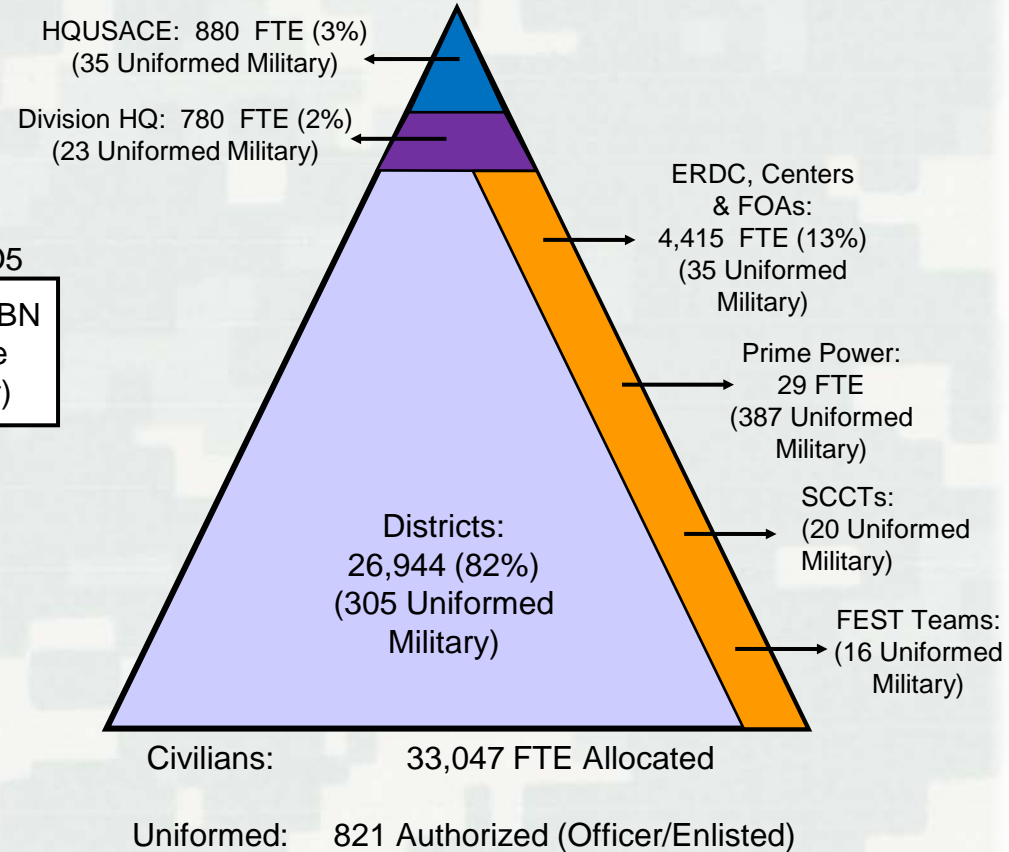 HQUSACE: 880 FTE (3%)
(35 Uniformed Military)
Division HQ: 780 FTE (2%)
(23 Uniformed Military)
ERDC, Centers
& FOAs:
4,415 FTE (13%)
(35 Uniformed
Military)
BN
Prime Power:
29 FTE
(387 Uniformed
Military)
SCCTs:
(20 Uniformed
Military)
Districts:
26,944 (82%)
(305 Uniformed
Military)
FEST Teams:
(16 Uniformed
Military)
Civilians: 33,047 FTE Allocated
Uniformed: 821 Authorized (Officer/Enlisted)